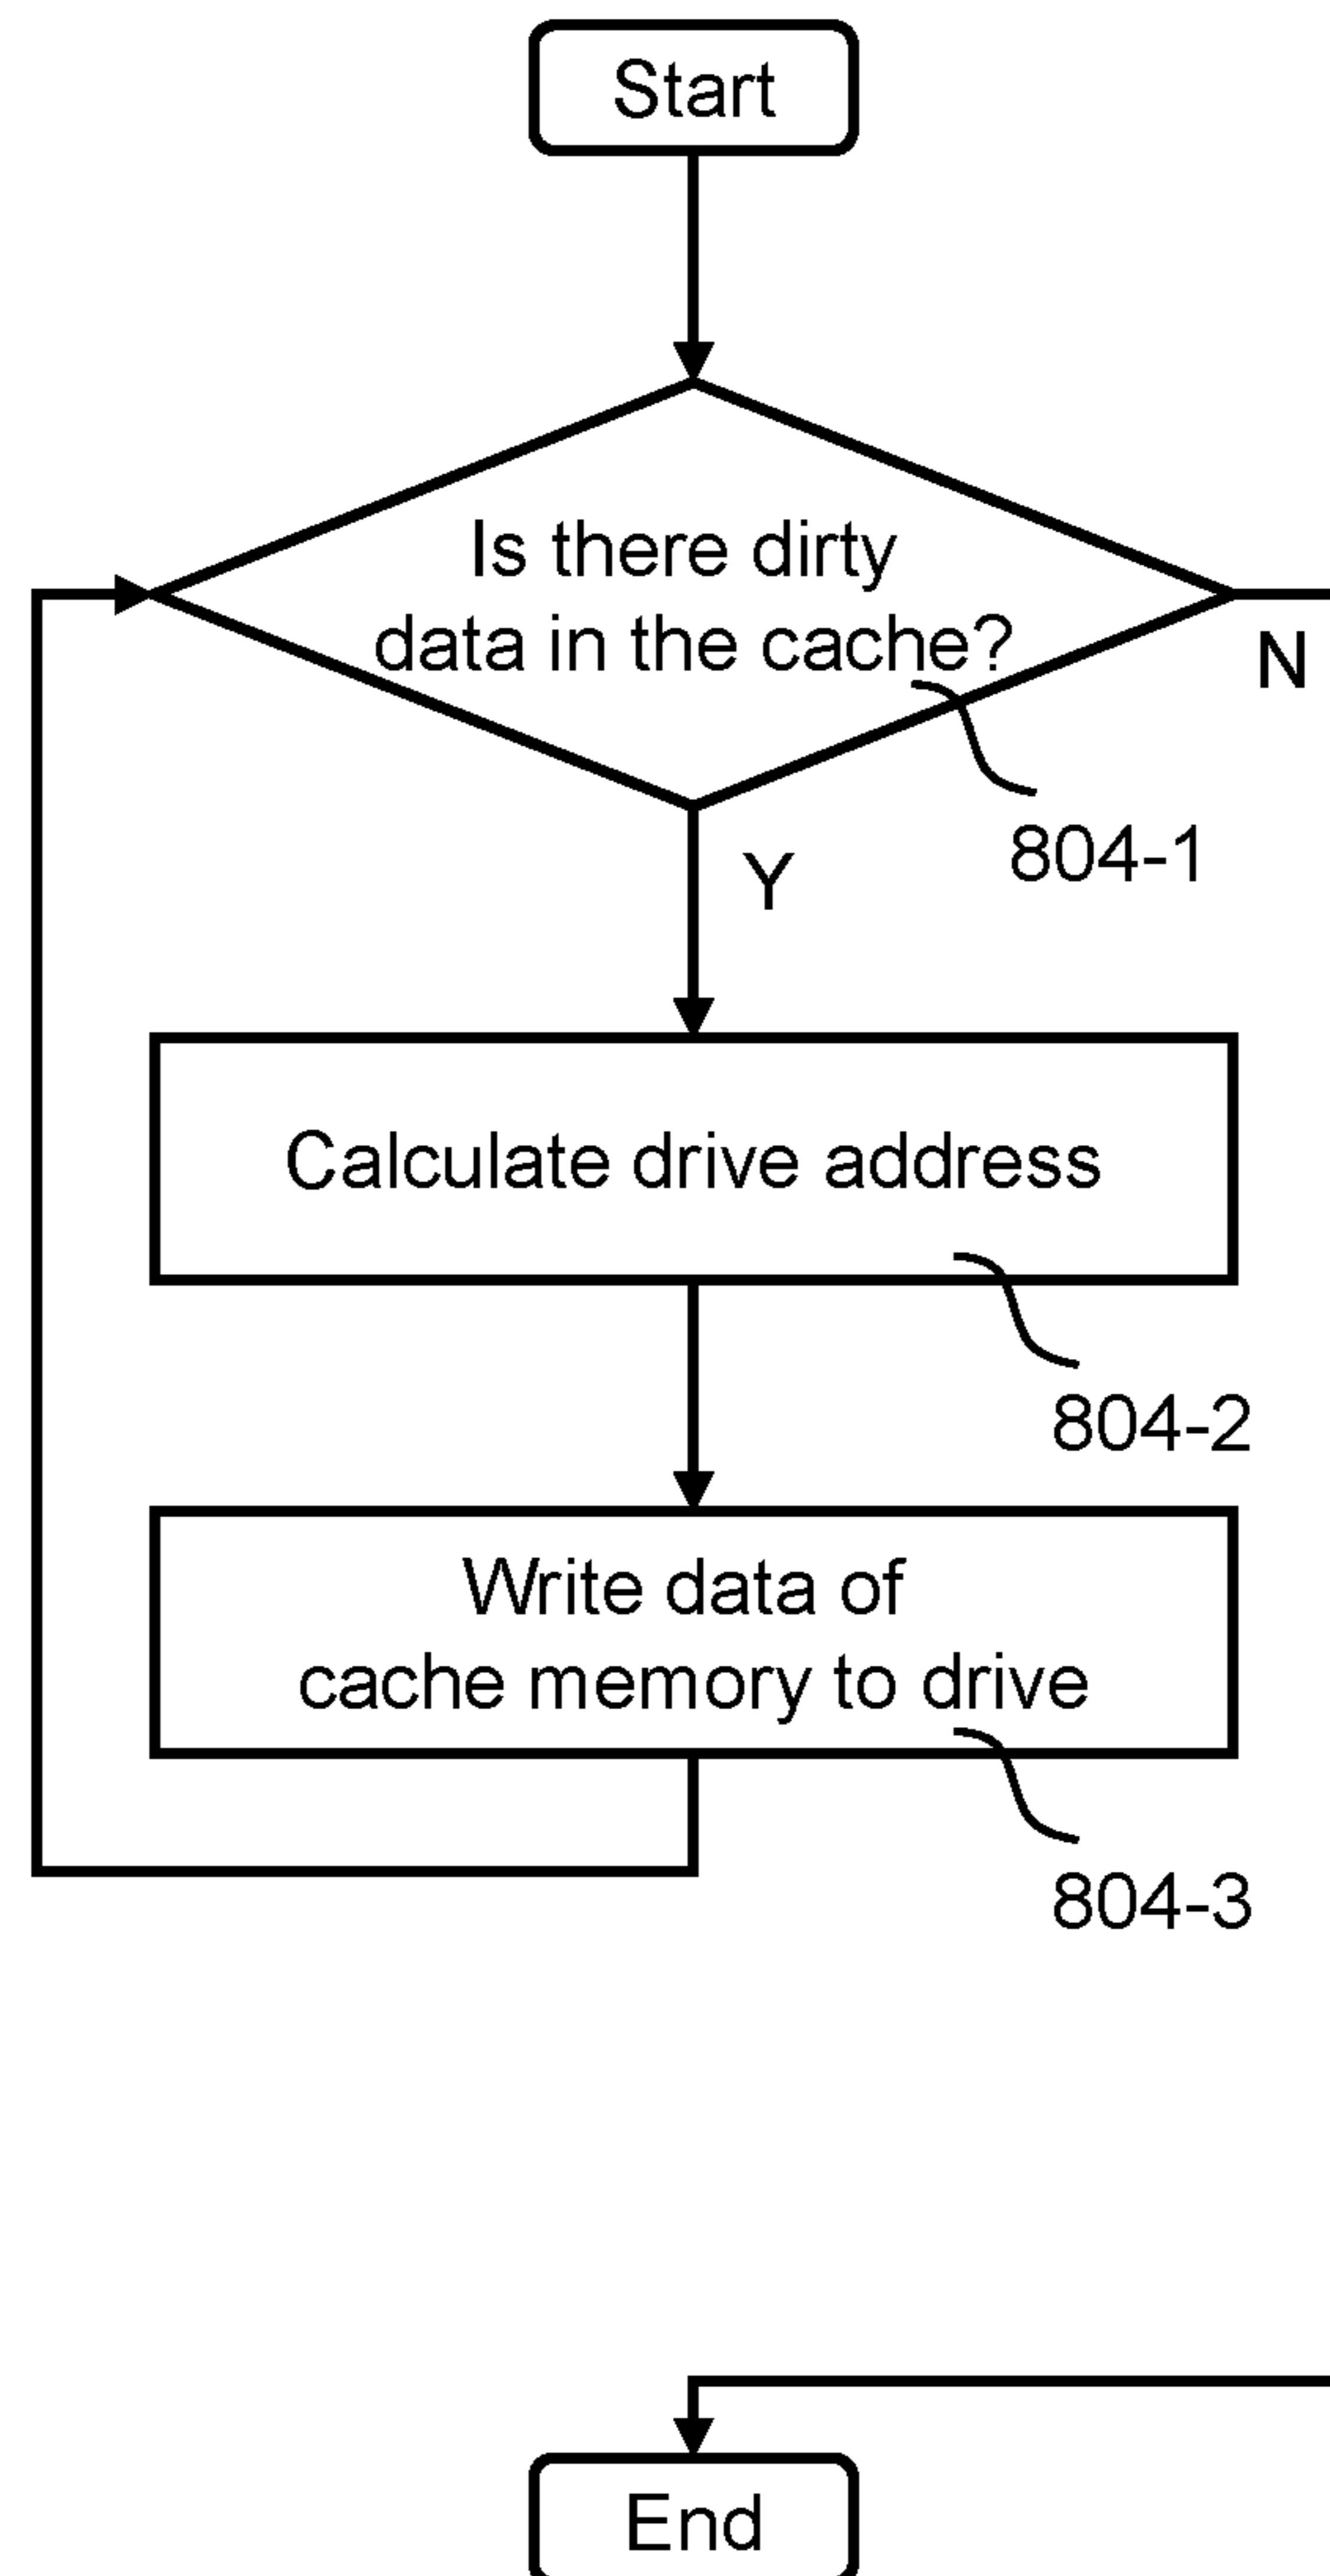 Start
Is there dirty
data in the cache?
N
804-1
Y
Calculate drive address
804-2
Write data of
cache memory to drive
804-3
End